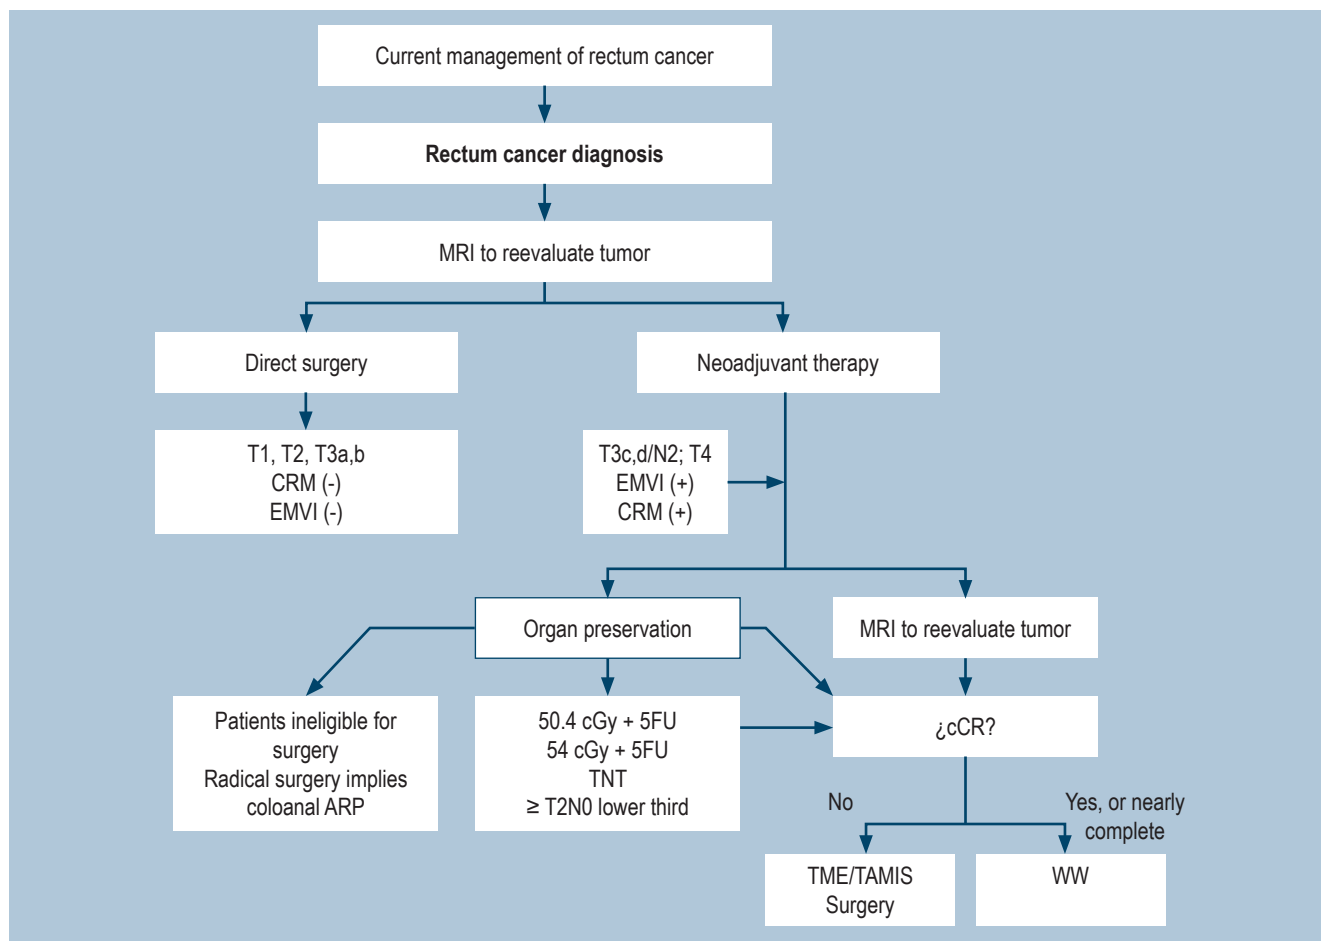 Current management of rectum cancer
Rectum cancer diagnosis
MRI to reevaluate tumor
Direct surgery
Neoadjuvant therapy
T1, T2, T3a,b
CRM (-)
EMVI (-)
T3c,d/N2; T4
EMVI (+)
CRM (+)
Organ preservation
MRI to reevaluate tumor
Patients ineligible for
surgery
Radical surgery implies
coloanal ARP
50.4 cGy + 5FU
54 cGy + 5FU
TNT
≥ T2N0 lower third
¿cCR?
No
Yes, or nearly
complete
TME/TAMIS
Surgery
WW